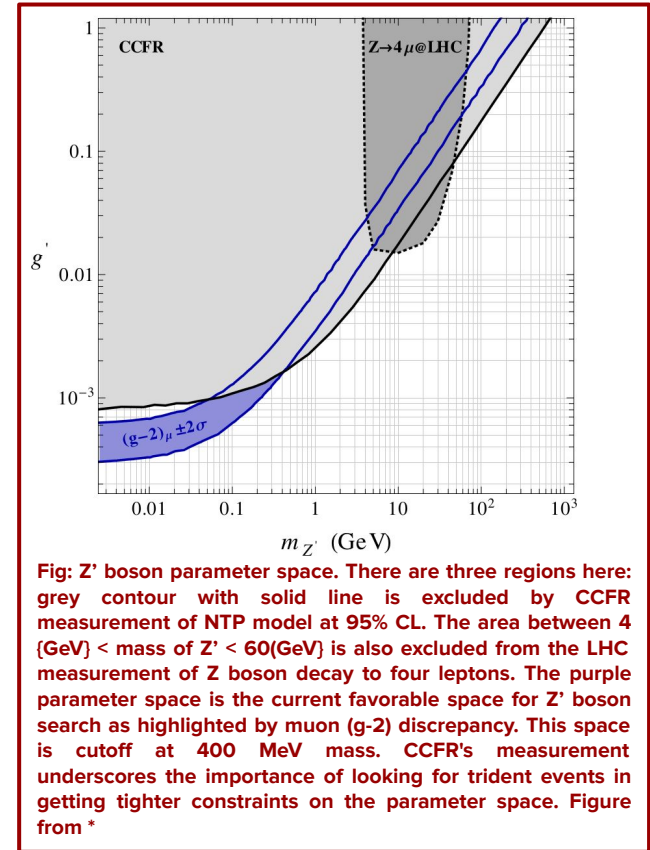 1
CCFR
Z→4μ@LHC
0.1
g'
0.01
10⁻³
(g−2)μ±2σ
0.01 0.1 1 10 10² 10³
mZ' (GeV)
Fig: Z’ boson parameter space. There are three regions here:
grey contour with solid line is excluded by CCFR
measurement of NTP model at 95% CL. The area between 4
{GeV} < mass of Z’ < 60(GeV} is also excluded from the LHC
measurement of Z boson decay to four leptons. The purple
parameter space is the current favorable space for Z’ boson
search as highlighted by muon (g-2) discrepancy. This space
is cutoff at 400 MeV mass. CCFR's measurement
underscores the importance of looking for trident events in
getting tighter constraints on the parameter space. Figure
from *